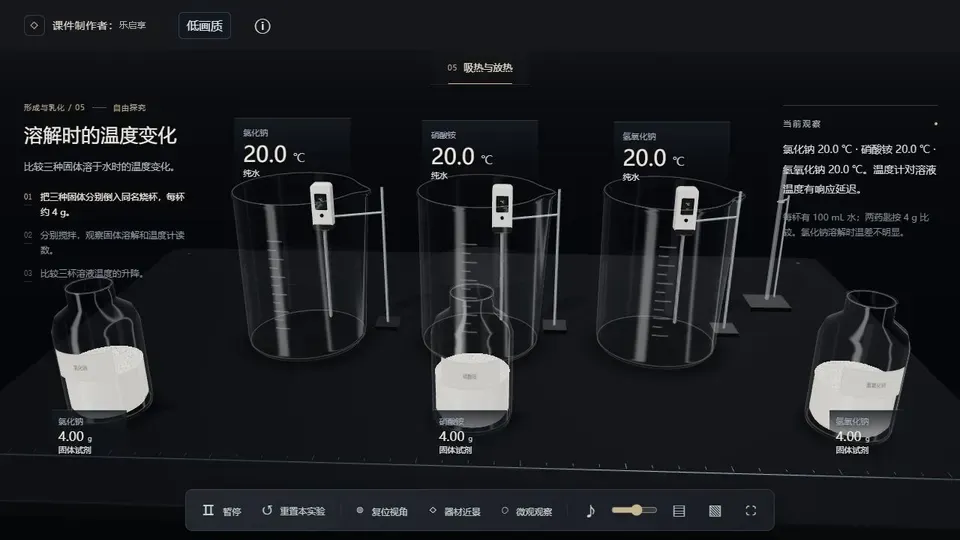 课件制作者：乐启享
低画质
05 吸热与放热
形成与乳化 / 05 —— 自由探究
溶解时的温度变化
比较三种固体溶于水时的温度变化。
01 把三种固体分别倒入同名烧杯，每杯
约 4 g。
02 分别搅拌，观察固体溶解和温度计读
数。
03 比较三杯溶液温度的升降。
氯化钠
20.0 ℃
纯水
硝酸铵
20.0 ℃
纯水
氢氧化钠
20.0 ℃
纯水
当前观察
氯化钠 20.0 ℃ · 硝酸铵 20.0 ℃ ·
氢氧化钠 20.0 ℃。温度计对溶液
温度有响应延迟。
每杯有 100 mL 水；两药匙按 4 g 比
较。氯化钠溶解时温差不明显。
氯化钠
硝酸铵
氢氧化钠
氯化钠
4.00 g
固体试剂
硝酸铵
4.00 g
固体试剂
氢氧化钠
4.00 g
固体试剂
暂停
重置本实验
复位视角
器材近景
微观观察